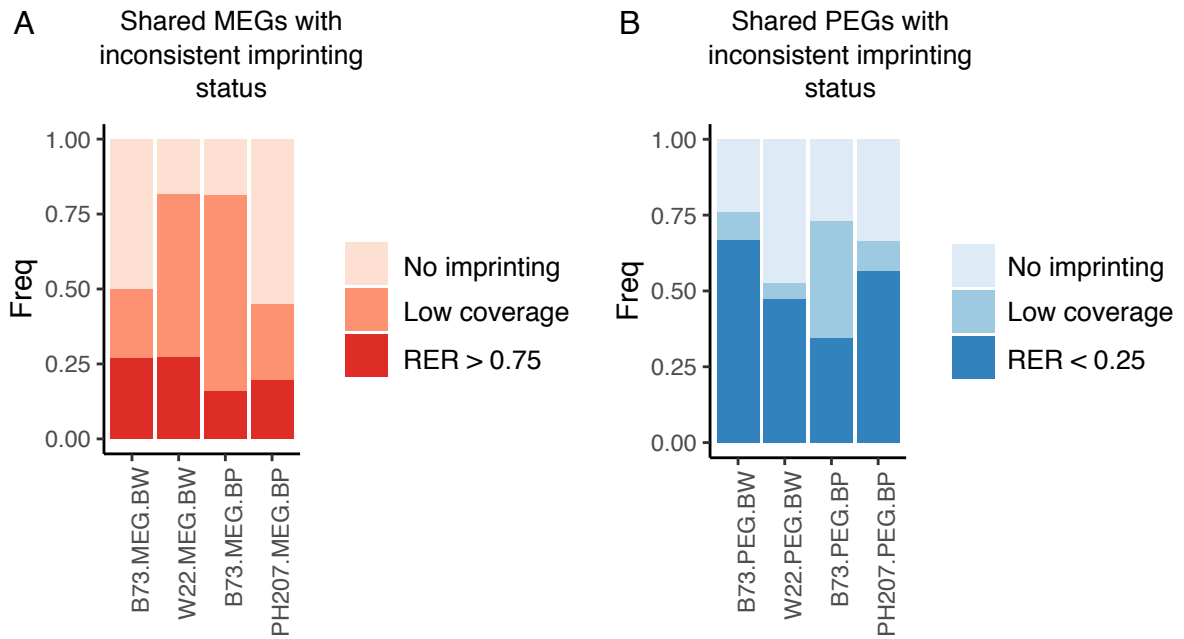 A
Shared MEGs with
inconsistent imprinting
status
1.00
0.75
0.50
0.25
0.00
Freq
B73.MEG.BW
W22.MEG.BW
B73.MEG.BP
PH207.MEG.BP
No imprinting
Low coverage
RER > 0.75
B
Shared PEGs with
inconsistent imprinting
status
1.00
0.75
0.50
0.25
0.00
Freq
B73.PEG.BW
W22.PEG.BW
B73.PEG.BP
PH207.PEG.BP
No imprinting
Low coverage
RER < 0.25